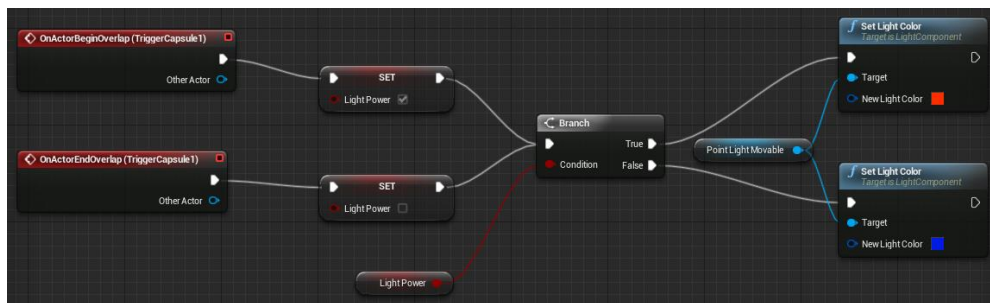 OnActorBeginOverlap (TriggerCapsule1)
Other Actor
SET
Light Power
OnActorEndOverlap (TriggerCapsule1)
Other Actor
SET
Light Power
Light Power
Branch
True
Condition
False
Point Light Movable
Set Light Color
Target is LightComponent
Target
New Light Color
Set Light Color
Target is LightComponent
Target
New Light Color